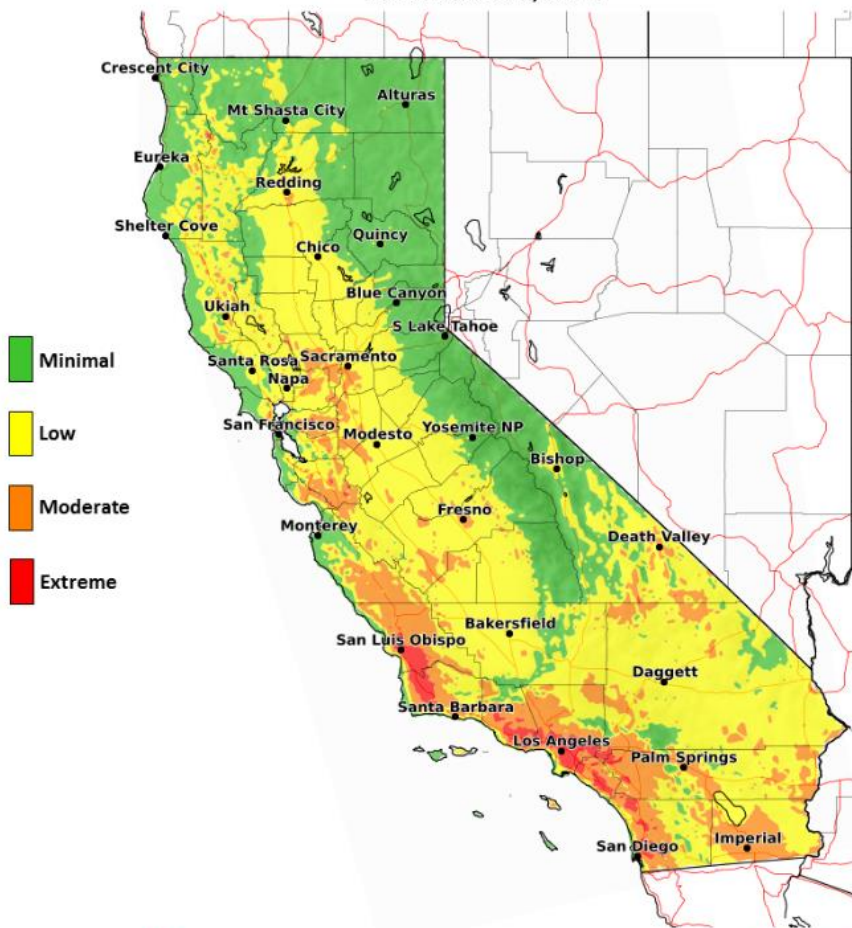 Crescent City
Mt Shasta City
Alturas
Eureka
Redding
Shelter Cove
Quincy
Chico
Blue Canyon
Ukiah
S Lake Tahoe
Minimal
Santa Rosa
Sacramento
Napa
Low
San Francisco
Modesto
Yosemite NP
Bishop
Moderate
Fresno
Monterey
Death Valley
Extreme
Bakersfield
San Luis Obispo
Daggett
Santa Barbara
Los Angeles
Palm Springs
San Diego
Imperial